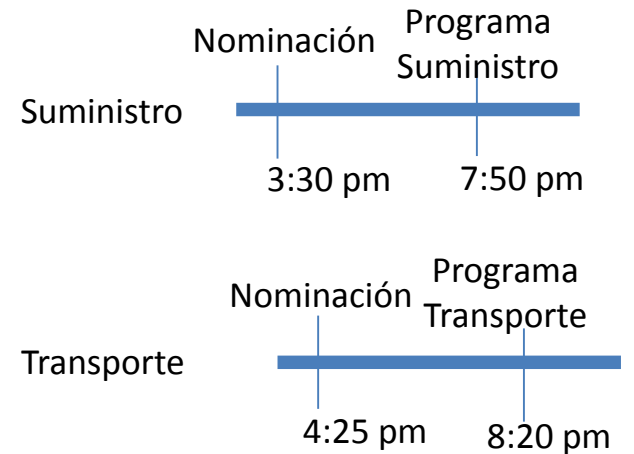 Nominación
Programa
Suministro
Suministro
3:30 pm
7:50 pm
Nominación
Programa
Transporte
Transporte
4:25 pm
8:20 pm